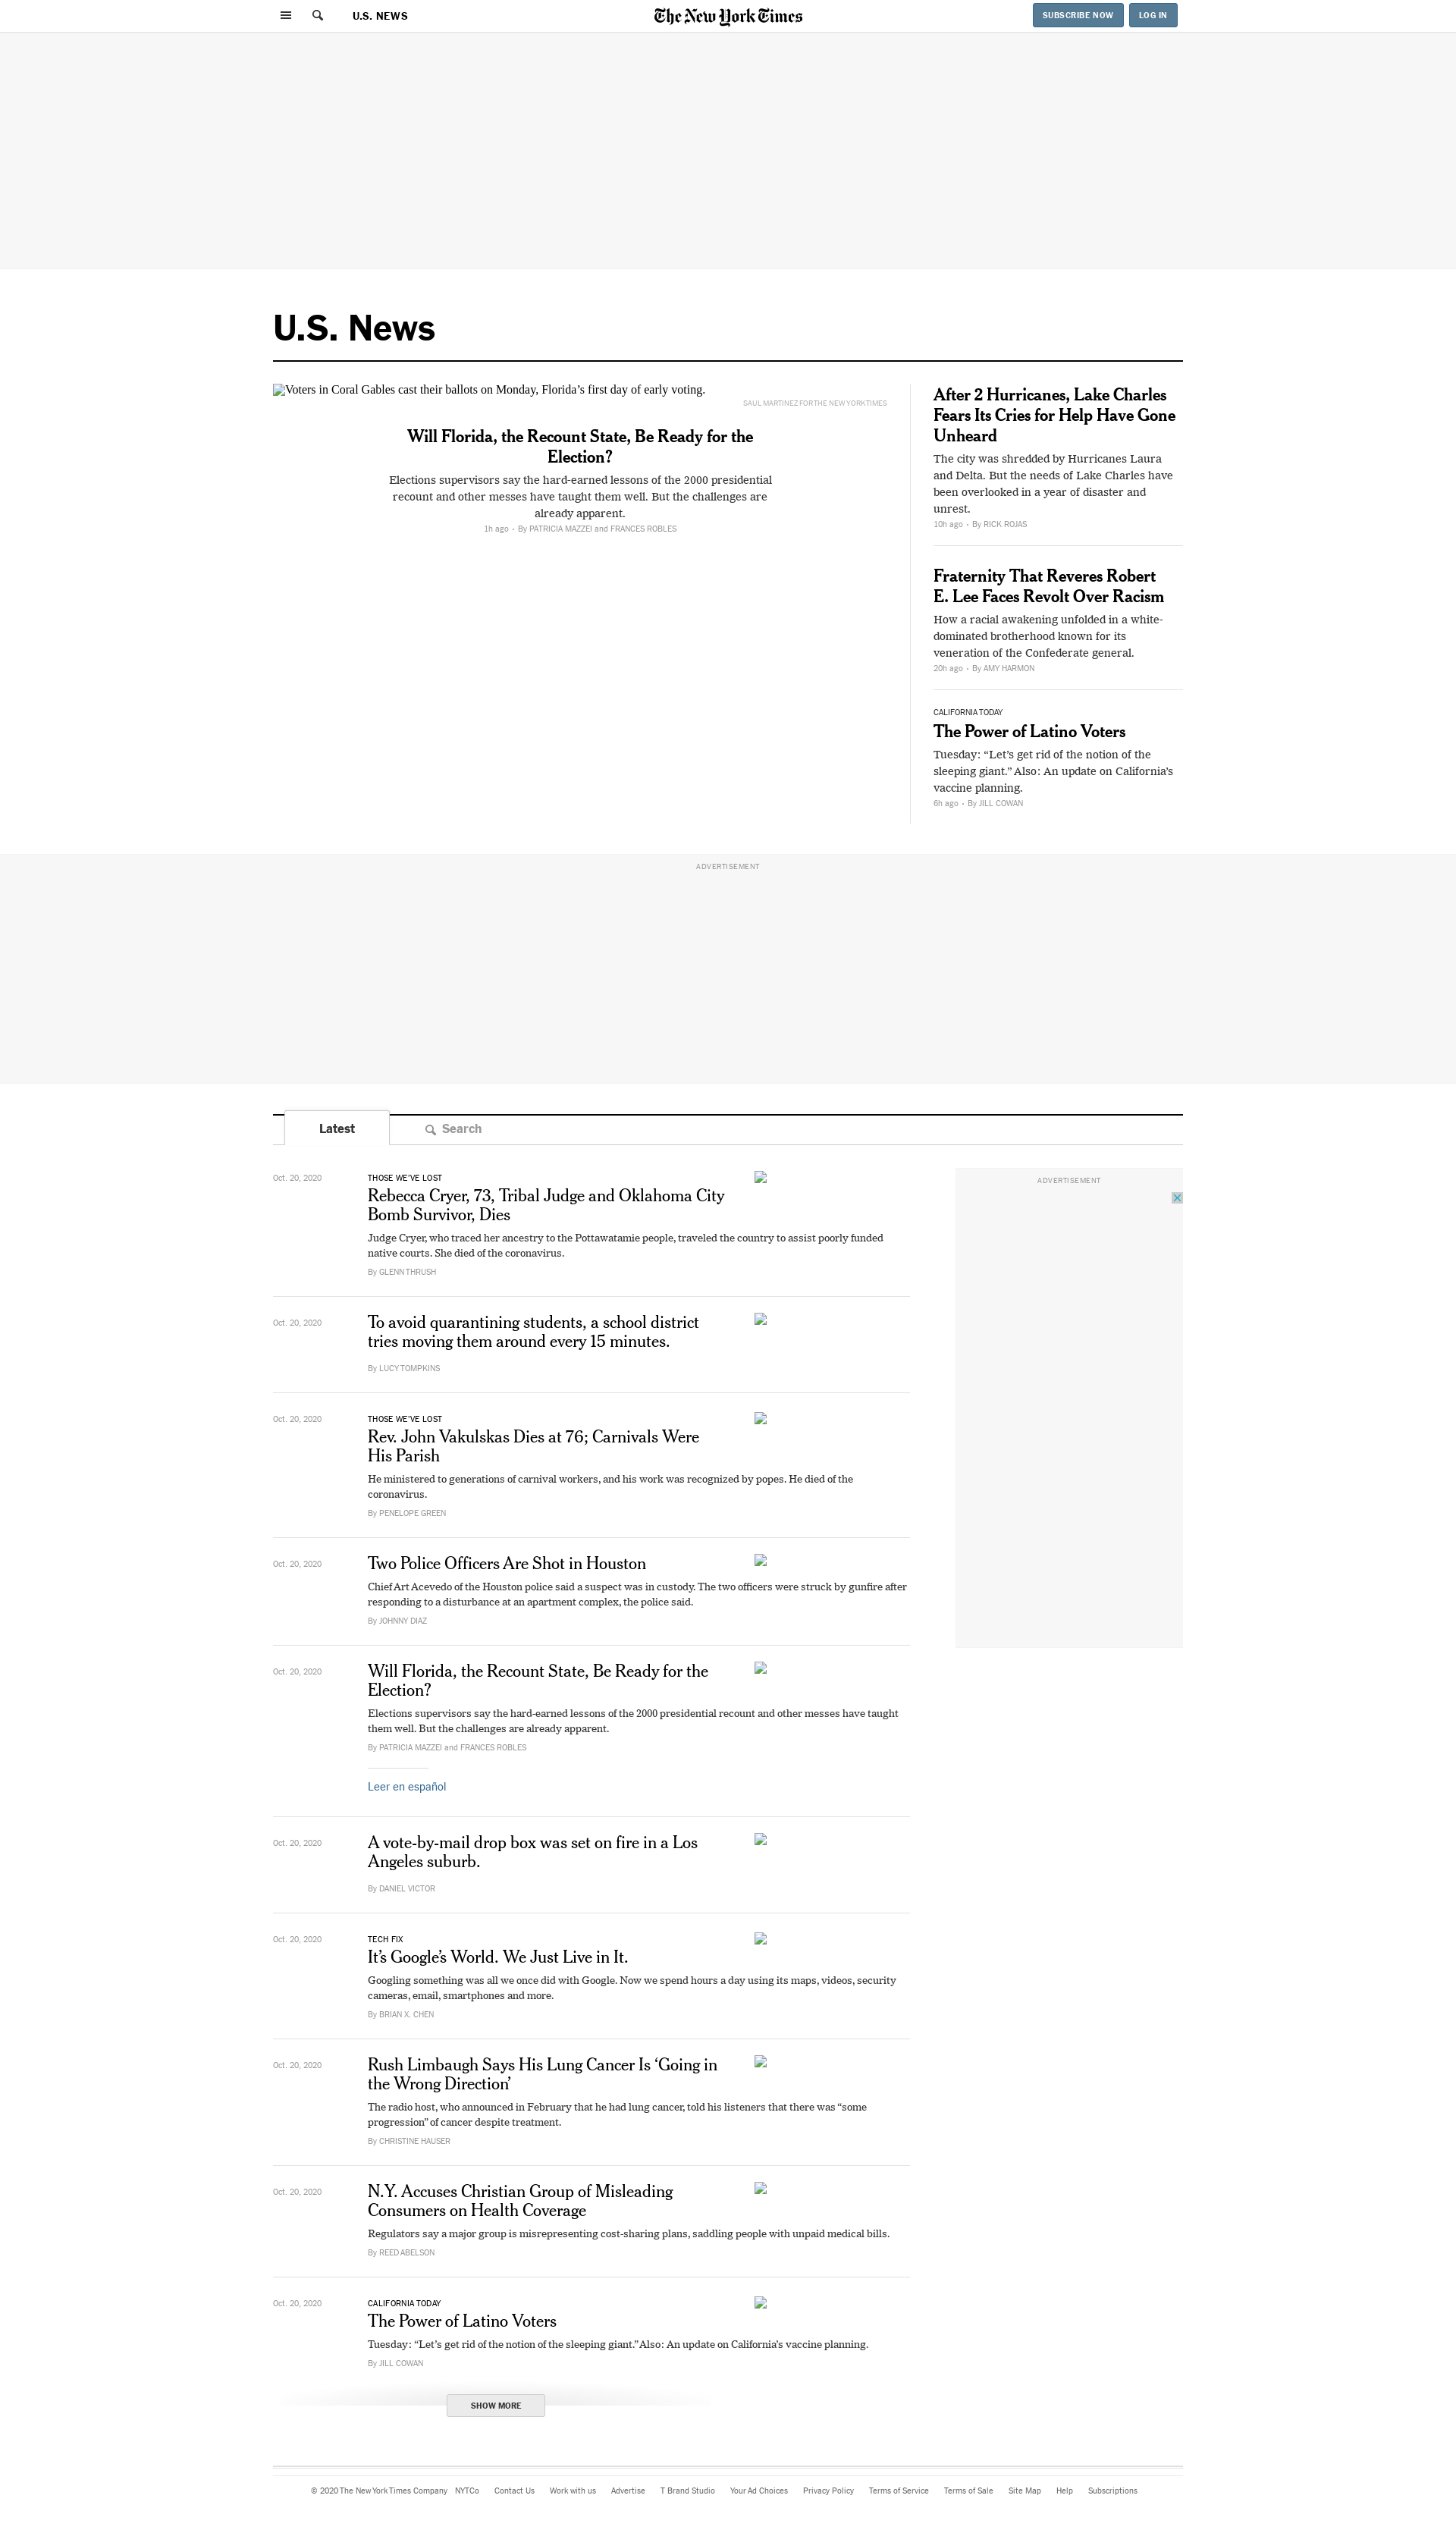 U.S. NEWS
The New York Times
SUBSCRIBE NOW
LOG IN
U.S. News
Voters in Coral Gables cast their ballots on Monday, Florida’s first day of early voting.
SAUL MARTINEZ FOR THE NEW YORK TIMES
Will Florida, the Recount State, Be Ready for the
Election?
Elections supervisors say the hard-earned lessons of the 2000 presidential
recount and other messes have taught them well. But the challenges are
already apparent.
1h ago • By PATRICIA MAZZEI and FRANCES ROBLES
After 2 Hurricanes, Lake Charles
Fears Its Cries for Help Have Gone
Unheard
The city was shredded by Hurricanes Laura
and Delta. But the needs of Lake Charles have
been overlooked in a year of disaster and
unrest.
10h ago • By RICK ROJAS
Fraternity That Reveres Robert
E. Lee Faces Revolt Over Racism
How a racial awakening unfolded in a white-
dominated brotherhood known for its
veneration of the Confederate general.
20h ago • By AMY HARMON
CALIFORNIA TODAY
The Power of Latino Voters
Tuesday: “Let’s get rid of the notion of the
sleeping giant.” Also: An update on California’s
vaccine planning.
6h ago • By JILL COWAN
ADVERTISEMENT
Latest
Search
ADVERTISEMENT
Oct. 20, 2020
THOSE WE’VE LOST
Rebecca Cryer, 73, Tribal Judge and Oklahoma City
Bomb Survivor, Dies
Judge Cryer, who traced her ancestry to the Pottawatamie people, traveled the country to assist poorly funded
native courts. She died of the coronavirus.
By GLENN THRUSH
Oct. 20, 2020
To avoid quarantining students, a school district
tries moving them around every 15 minutes.
By LUCY TOMPKINS
Oct. 20, 2020
THOSE WE’VE LOST
Rev. John Vakulskas Dies at 76; Carnivals Were
His Parish
He ministered to generations of carnival workers, and his work was recognized by popes. He died of the
coronavirus.
By PENELOPE GREEN
Oct. 20, 2020
Two Police Officers Are Shot in Houston
Chief Art Acevedo of the Houston police said a suspect was in custody. The two officers were struck by gunfire after
responding to a disturbance at an apartment complex, the police said.
By JOHNNY DIAZ
Oct. 20, 2020
Will Florida, the Recount State, Be Ready for the
Election?
Elections supervisors say the hard-earned lessons of the 2000 presidential recount and other messes have taught
them well. But the challenges are already apparent.
By PATRICIA MAZZEI and FRANCES ROBLES
Leer en español
Oct. 20, 2020
A vote-by-mail drop box was set on fire in a Los
Angeles suburb.
By DANIEL VICTOR
Oct. 20, 2020
TECH FIX
It’s Google’s World. We Just Live in It.
Googling something was all we once did with Google. Now we spend hours a day using its maps, videos, security
cameras, email, smartphones and more.
By BRIAN X. CHEN
Oct. 20, 2020
Rush Limbaugh Says His Lung Cancer Is ‘Going in
the Wrong Direction’
The radio host, who announced in February that he had lung cancer, told his listeners that there was “some
progression” of cancer despite treatment.
By CHRISTINE HAUSER
Oct. 20, 2020
N.Y. Accuses Christian Group of Misleading
Consumers on Health Coverage
Regulators say a major group is misrepresenting cost-sharing plans, saddling people with unpaid medical bills.
By REED ABELSON
Oct. 20, 2020
CALIFORNIA TODAY
The Power of Latino Voters
Tuesday: “Let’s get rid of the notion of the sleeping giant.” Also: An update on California’s vaccine planning.
By JILL COWAN
SHOW MORE
© 2020 The New York Times Company NYTCo Contact Us Work with us Advertise T Brand Studio Your Ad Choices Privacy Policy Terms of Service Terms of Sale Site Map Help Subscriptions